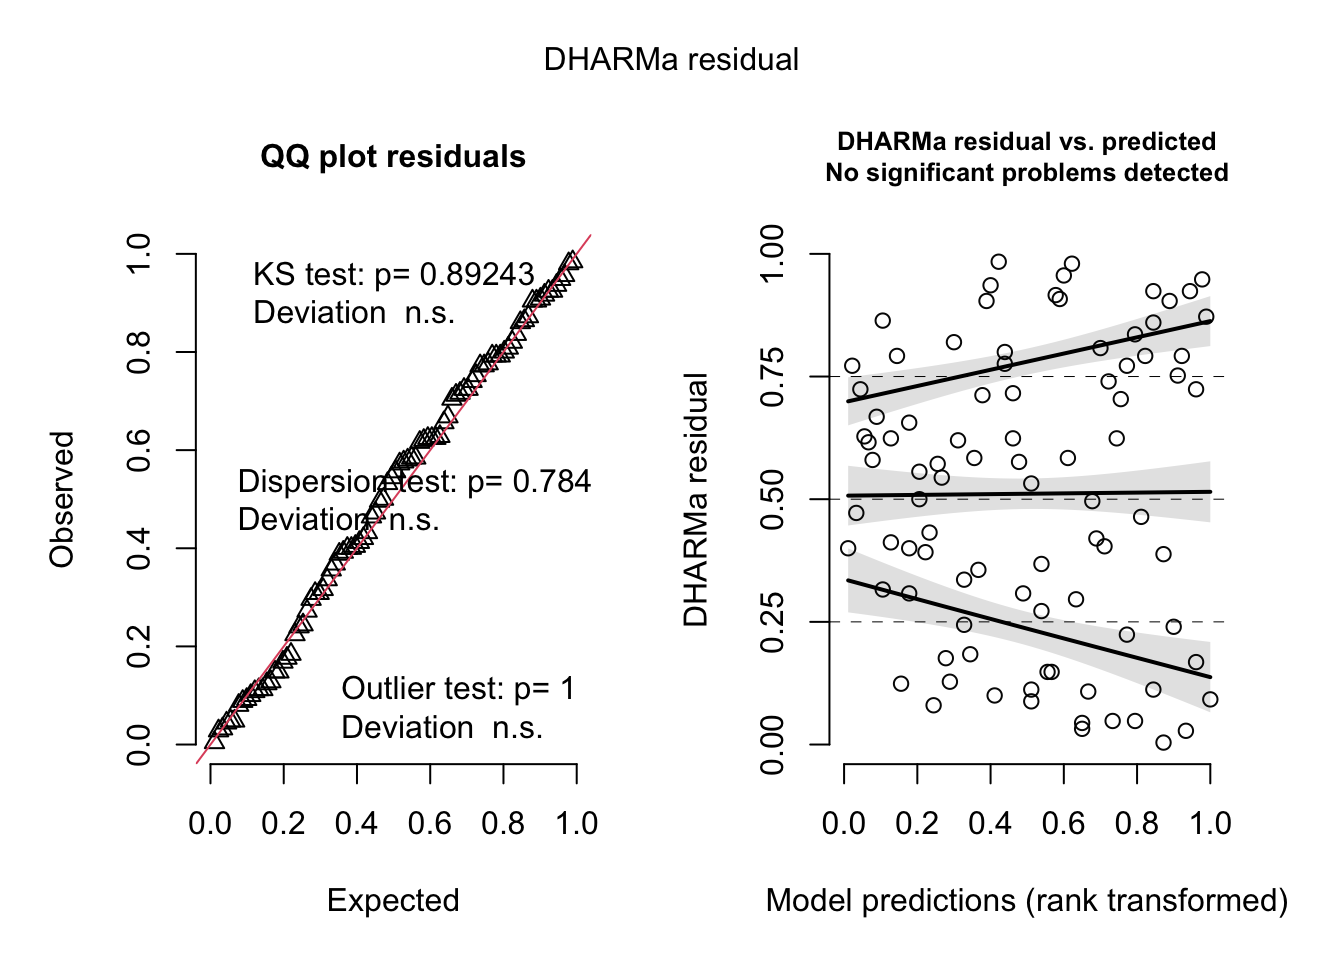 DHARMa residual
QQ plot residuals
KS test: p= 0.89243
Deviation  n.s.
Dispersion test: p= 0.784
Deviation  n.s.
Outlier test: p= 1
Deviation  n.s.
Observed
0.0 0.2 0.4 0.6 0.8 1.0
0.0 0.2 0.4 0.6 0.8 1.0
Expected
DHARMa residual vs. predicted
No significant problems detected
DHARMa residual
0.00 0.25 0.50 0.75 1.00
0.0 0.2 0.4 0.6 0.8 1.0
Model predictions (rank transformed)